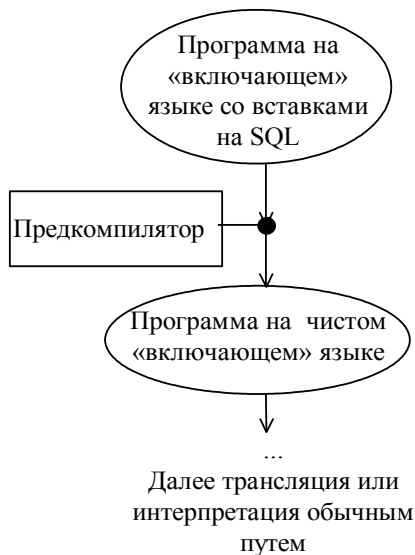 Программа на
«включающем»
языке со вставками
на SQL
Предкомпилятор
Программа на чистом
«включающем» языке
...
Далее трансляция или
интерпретация обычным
путем